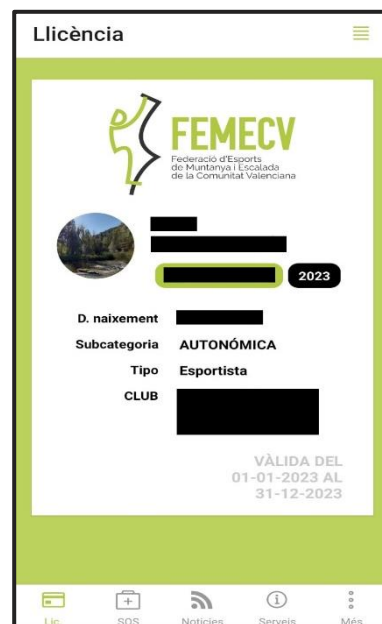 Llicència
FEMECV
Federació d'Esports
de Muntanya i Escalada
de la Comunitat Valenciana
2023
D. naixement
Subcategoria AUTONÓMICA
Tipo Esportista
CLUB
VÀLIDA DEL
01-01-2023 AL
31-12-2023
Lic. SOS Notícies Serveis Més